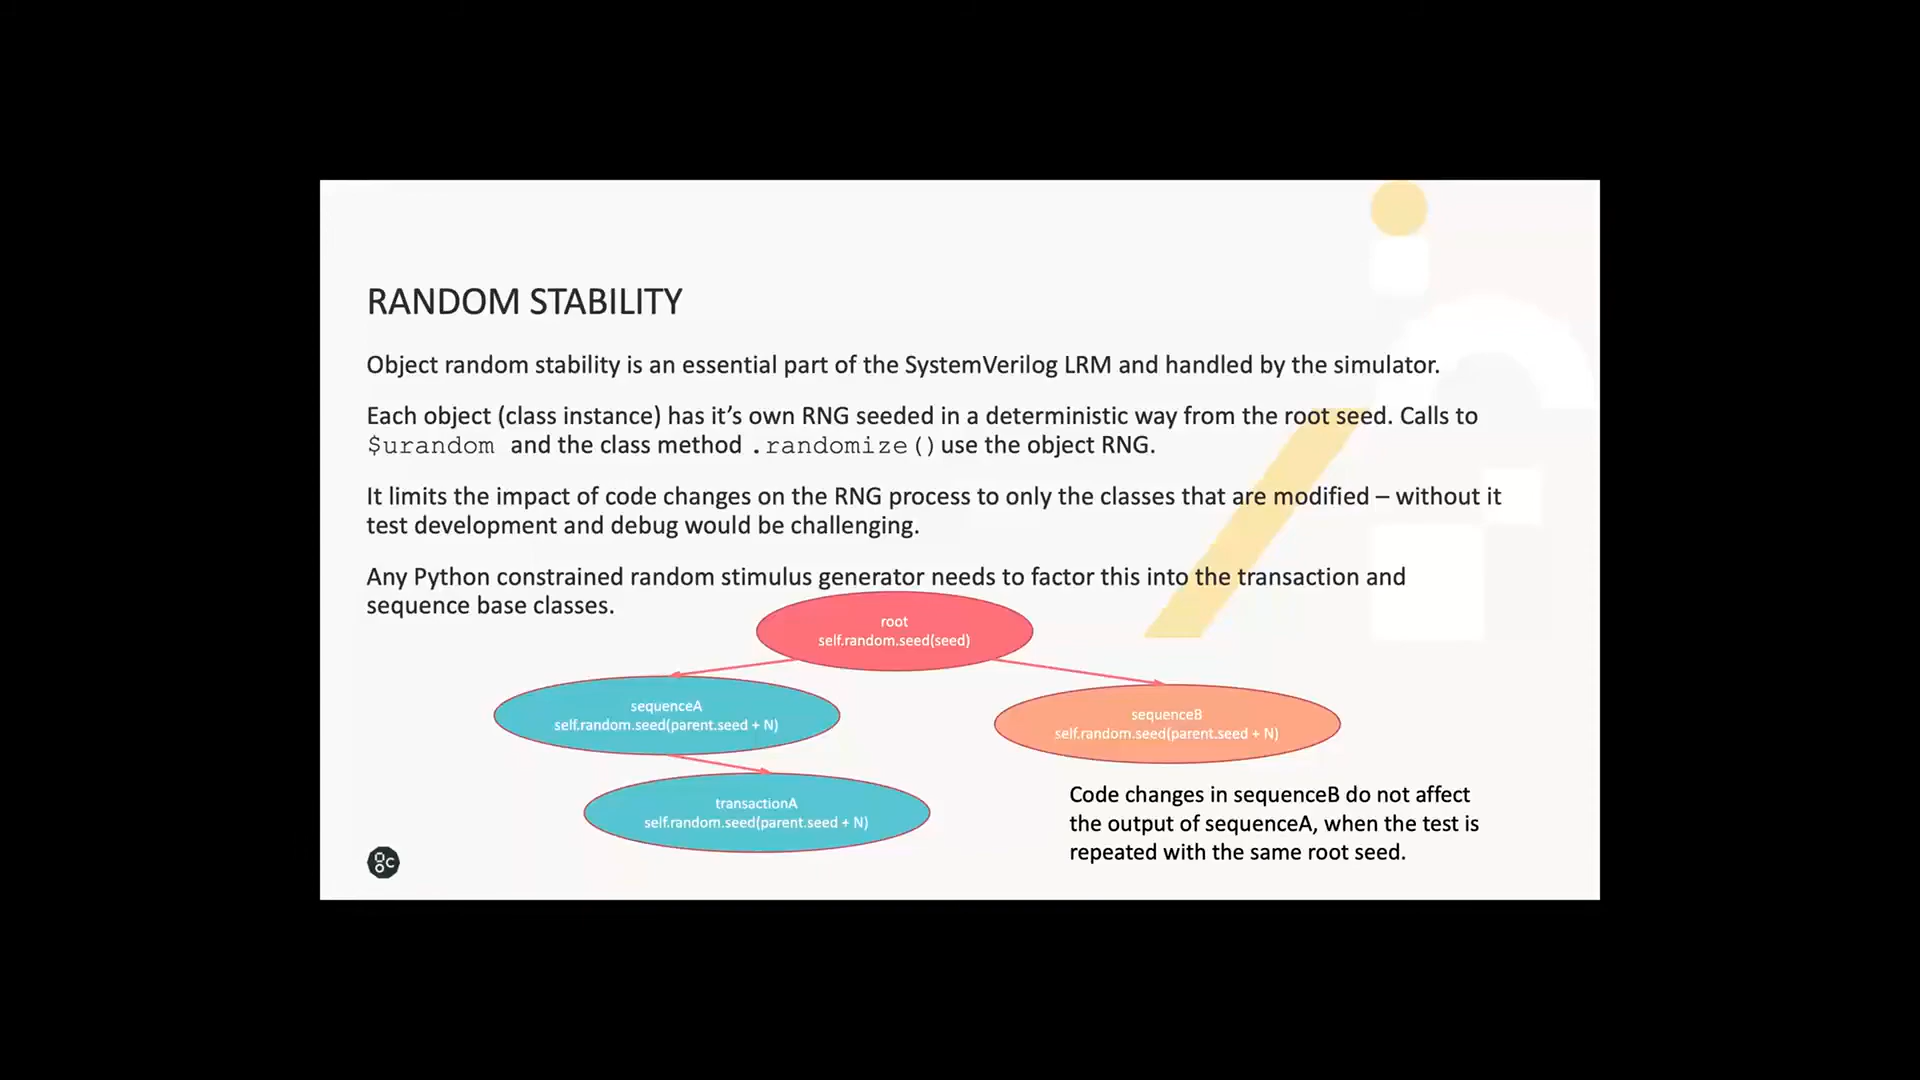 RANDOM STABILITY
Object random stability is an essential part of the SystemVerilog LRM and handled by the simulator.
Each object (class instance) has it’s own RNG seeded in a deterministic way from the root seed. Calls to
$urandom and the class method .randomize() use the object RNG.
It limits the impact of code changes on the RNG process to only the classes that are modified – without it
test development and debug would be challenging.
Any Python constrained random stimulus generator needs to factor this into the transaction and
sequence base classes.
root
self.random.seed(seed)
sequenceA
self.random.seed(parent.seed + N)
sequenceB
self.random.seed(parent.seed + N)
transactionA
self.random.seed(parent.seed + N)
Code changes in sequenceB do not affect
the output of sequenceA, when the test is
repeated with the same root seed.